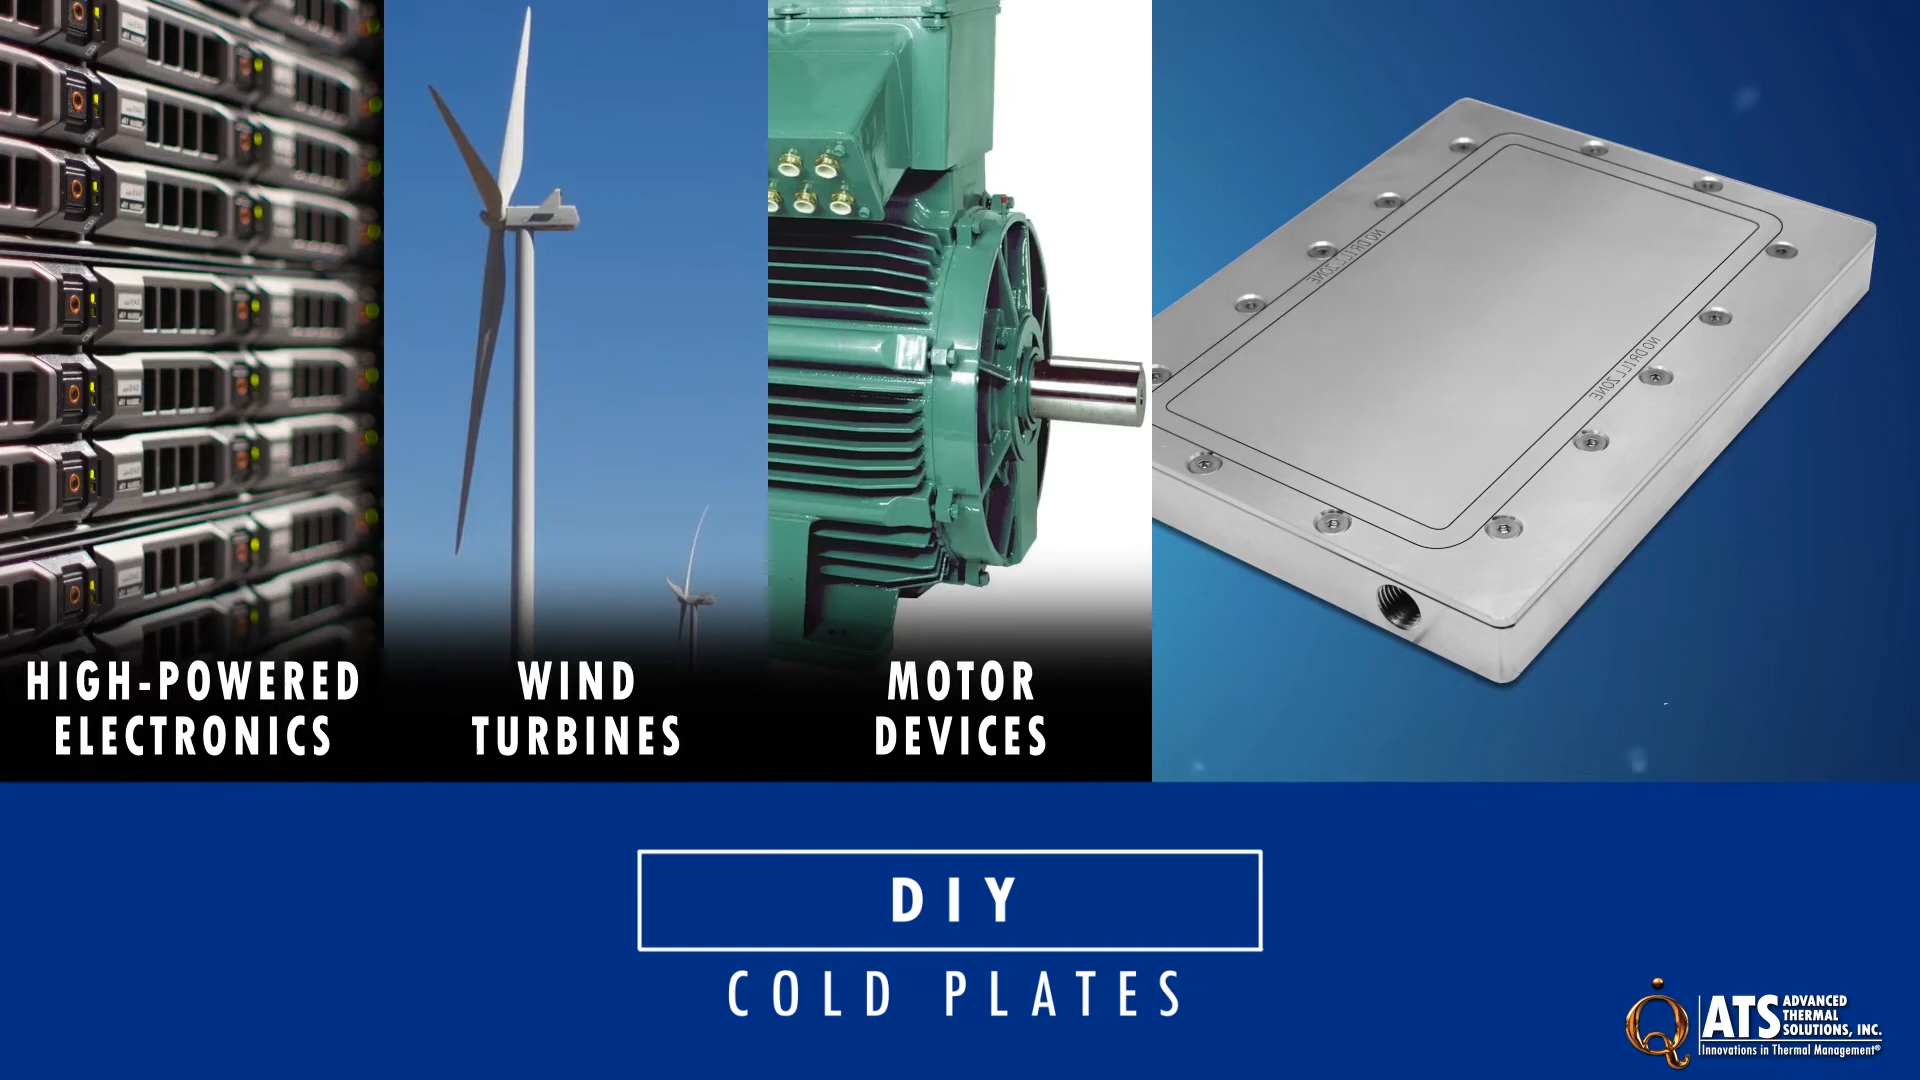 HIGH-POWERED
ELECTRONICS
WIND
TURBINES
MOTOR
DEVICES
NO DRILL ZONE
NO DRILL ZONE
DIY
COLD PLATES
ATS
ADVANCED
THERMAL
SOLUTIONS, INC.
Innovations in Thermal Management®